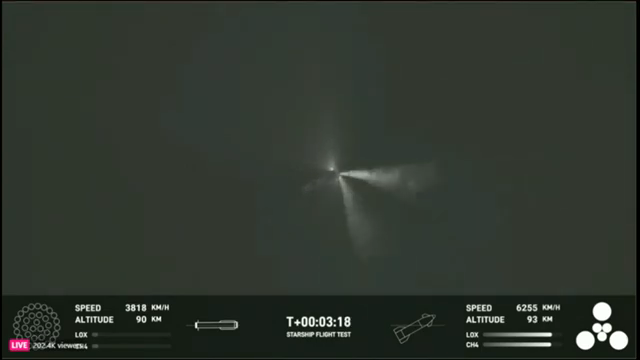 SPEED 3818 KM/H
ALTITUDE 90 KM
LOX
CH4
LIVE 202.4K viewers
T+00:03:18
STARSHIP FLIGHT TEST
SPEED 6255 KM/H
ALTITUDE 93 KM
LOX
CH4